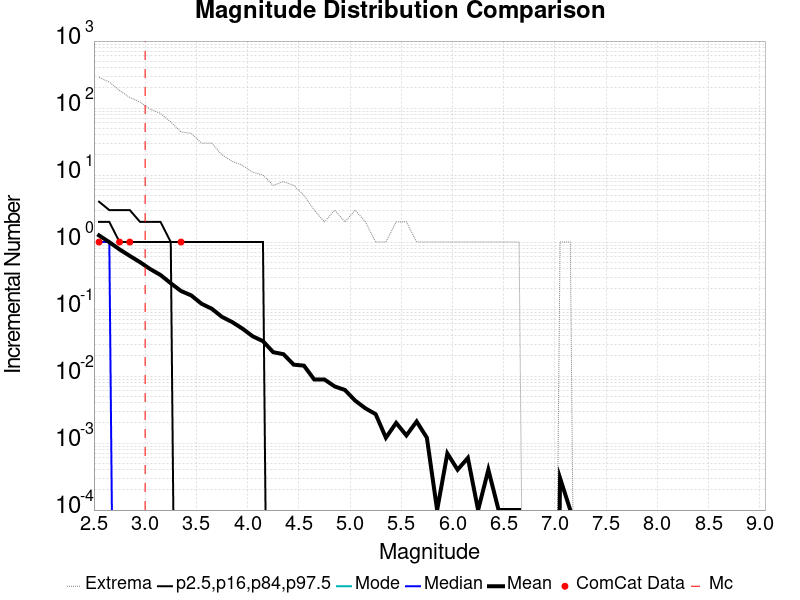 Magnitude Distribution Comparison
10^3
10^2
10^1
10^0
10^-1
10^-2
10^-3
10^-4
Incremental Number
2.5 3.0 3.5 4.0 4.5 5.0 5.5 6.0 6.5 7.0 7.5 8.0 8.5 9.0
Magnitude
Extrema p2.5,p16,p84,p97.5 Mode Median Mean ComCat Data Mc